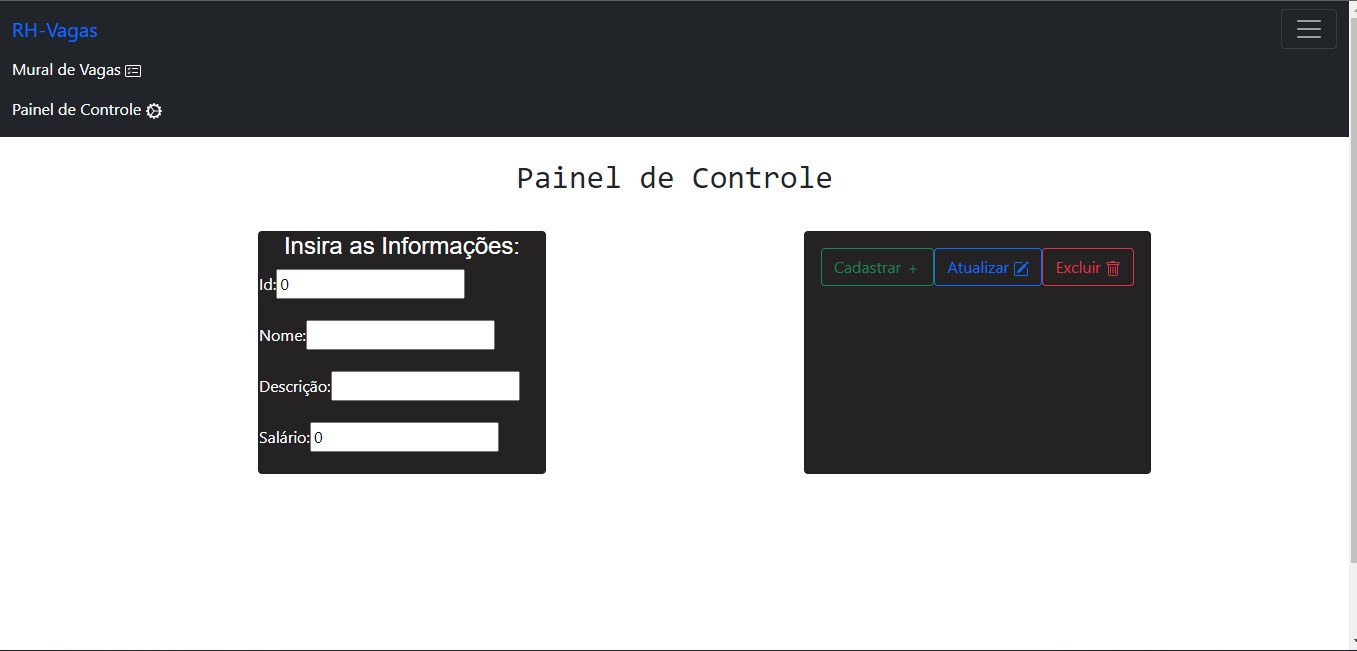 RH-Vagas
Mural de Vagas
Painel de Controle
Painel de Controle
Insira as Informações:
Id: 0
Nome:
Descrição:
Salário: 0
Cadastrar + Atualizar Excluir